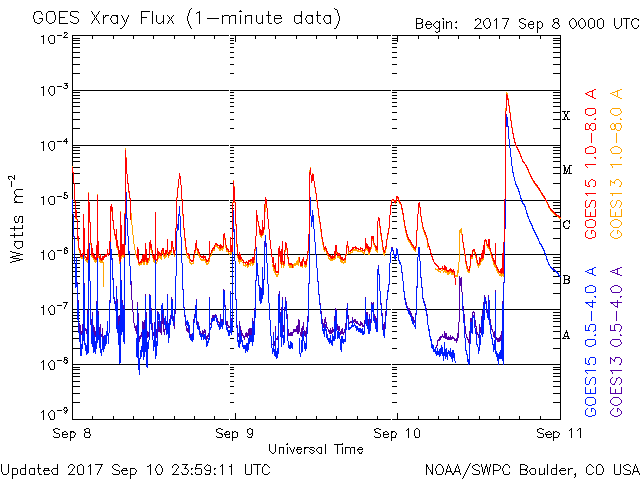 GOES Xray Flux (1-minute data)
Begin: 2017 Sep 8 0000 UTC
10-2
10-3
10-4
10-5
10-6
10-7
10-8
10-9
Watts m-2
X
M
C
B
A
GOES15 1.0-8.0 A
GOES13 1.0-8.0 A
GOES15 0.5-4.0 A
GOES13 0.5-4.0 A
Sep 8
Sep 9
Sep 10
Sep 11
Universal Time
Updated 2017 Sep 10 23:59:11 UTC
NOAA/SWPC Boulder, CO USA